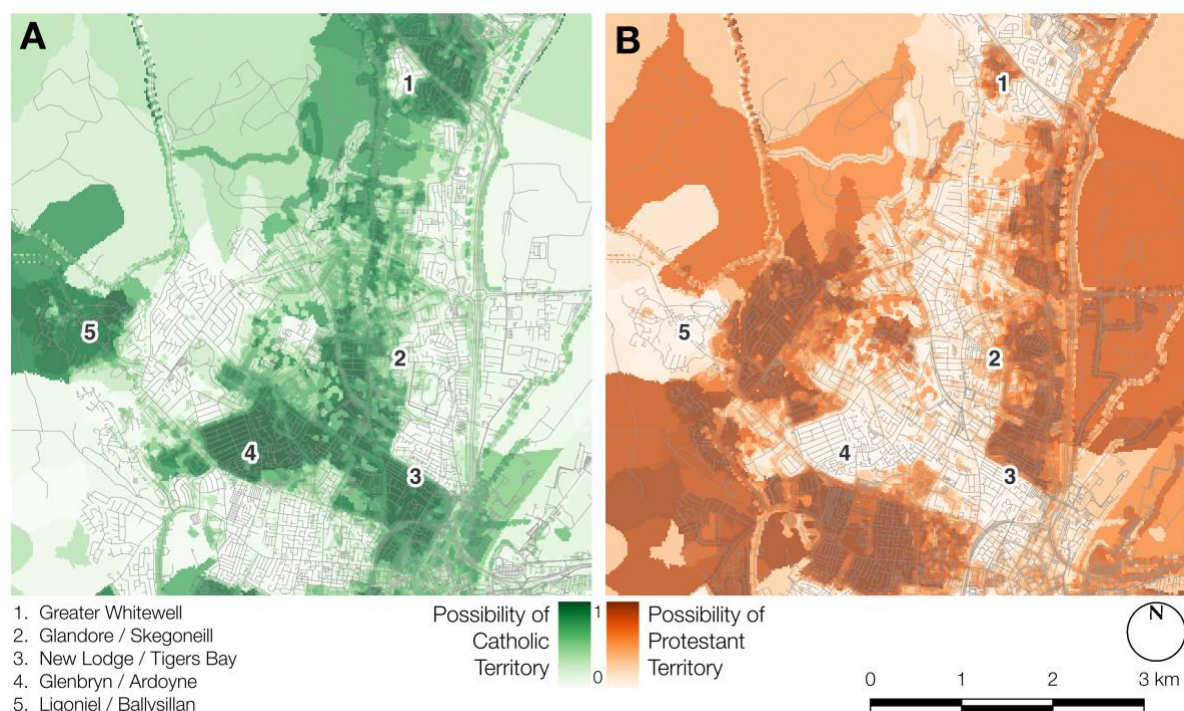 A
B
1
1
5
5
2
2
4
4
3
3
1. Greater Whitewell
2. Glandore / Skegoneill
3. New Lodge / Tigers Bay
4. Glenbryn / Ardoyne
5. Ligoniel / Ballysillan
Possibility of
Catholic
Territory
1
0
Possibility of
Protestant
Territory
N
0 1 2 3 km